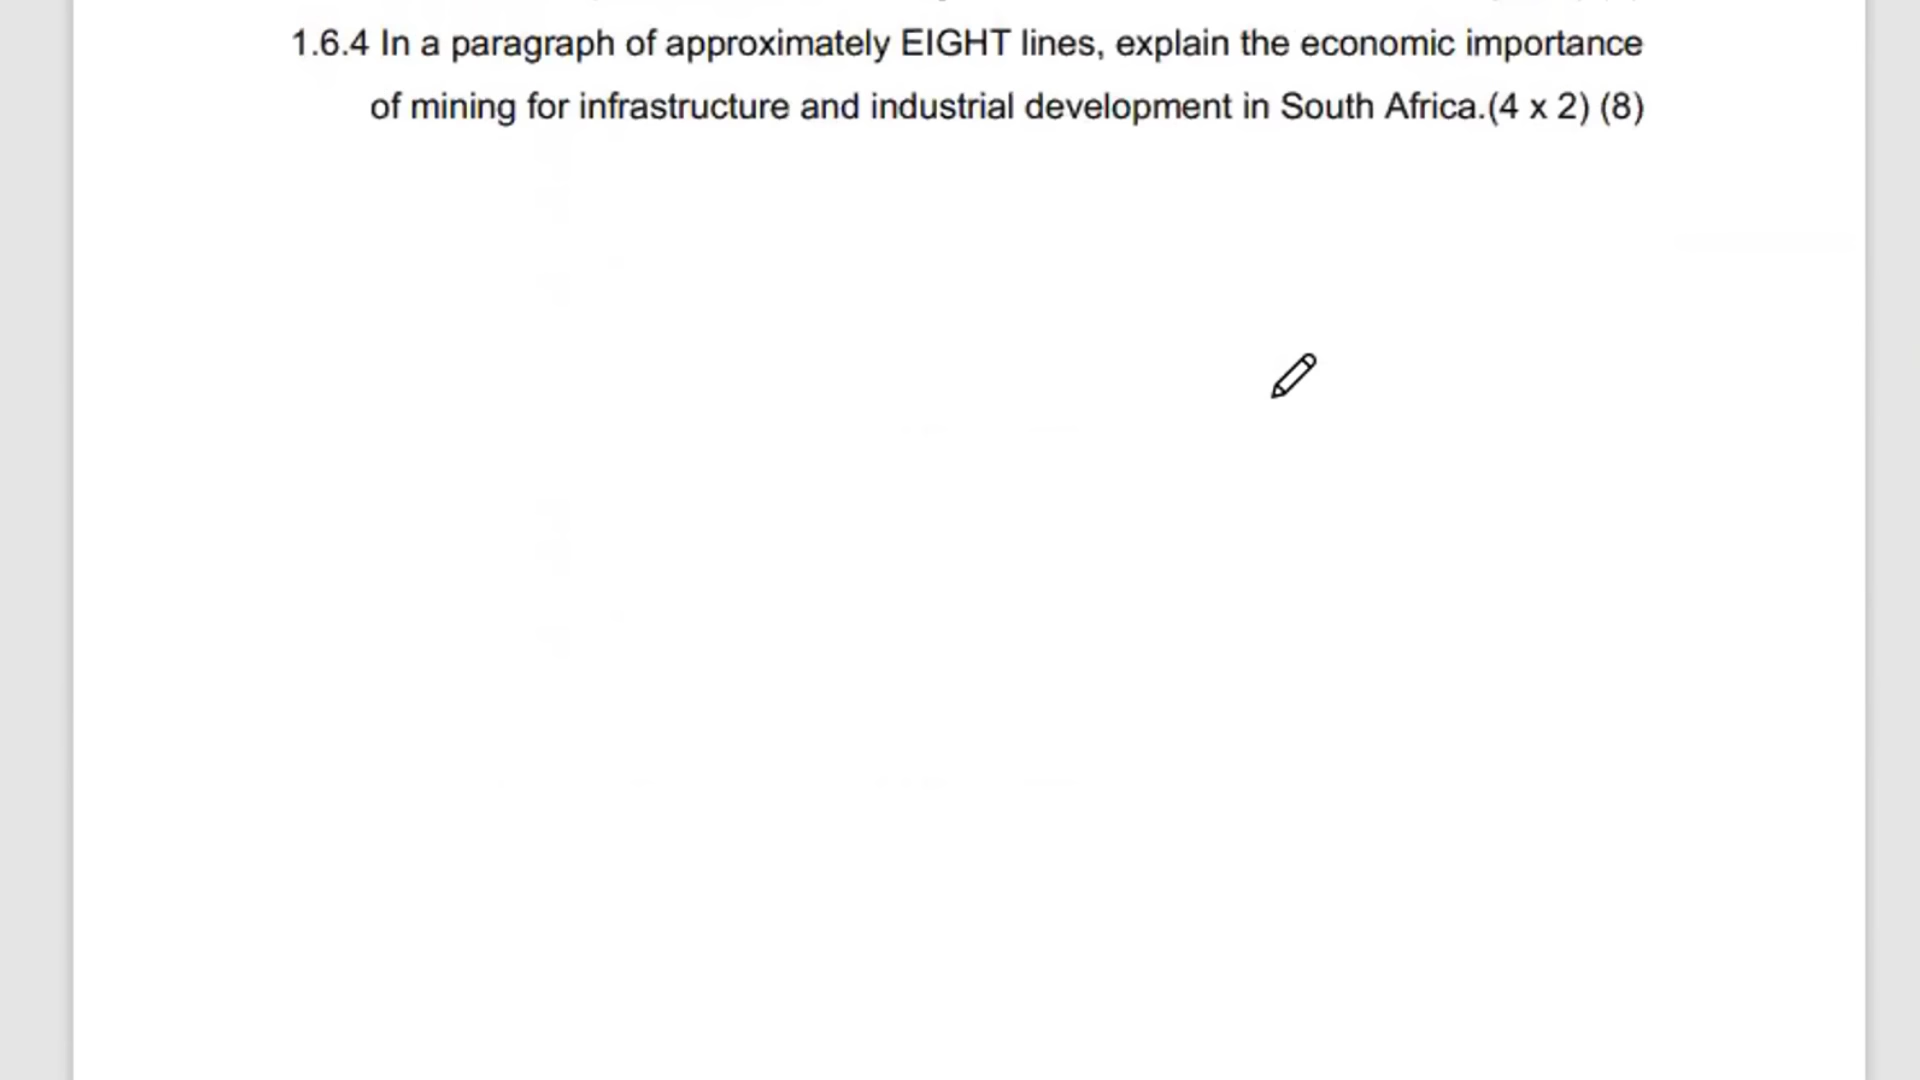 1.6.4 In a paragraph of approximately EIGHT lines, explain the economic importance
of mining for infrastructure and industrial development in South Africa.(4 x 2) (8)